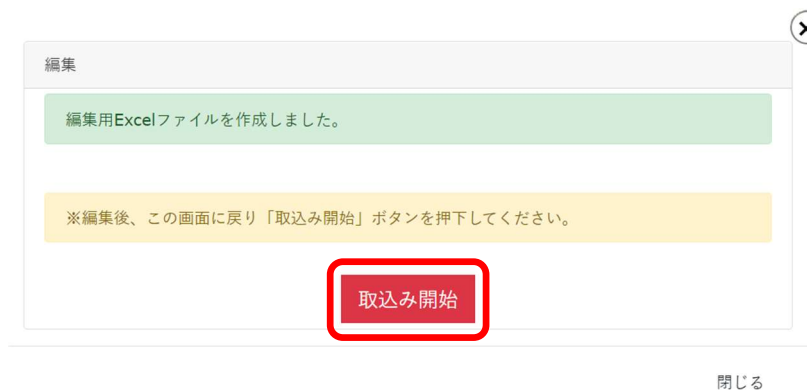 編集
編集用Excelファイルを作成しました。
※編集後、この画面に戻り「取込み開始」ボタンを押下してください。
取込み開始
閉じる